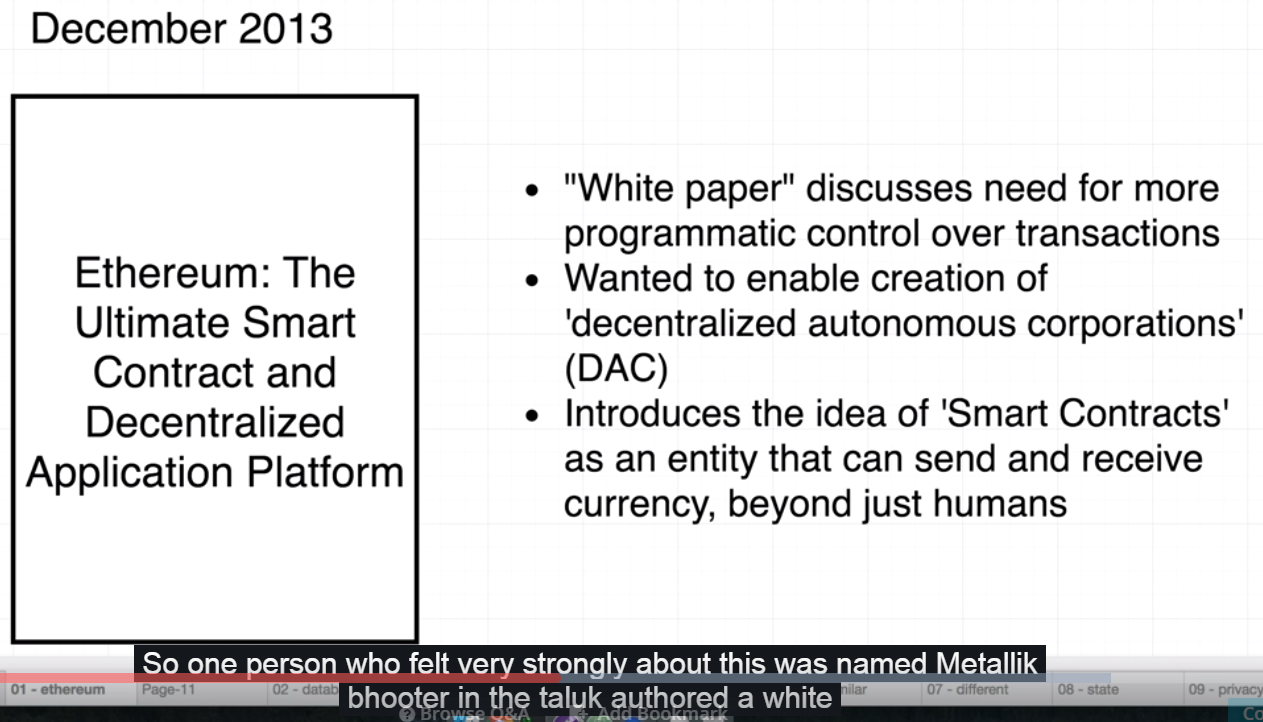 December 2013
Ethereum: The
Ultimate Smart
Contract and
Decentralized
Application Platform
• "White paper" discusses need for more
programmatic control over transactions
• Wanted to enable creation of
'decentralized autonomous corporations'
(DAC)
• Introduces the idea of 'Smart Contracts'
as an entity that can send and receive
currency, beyond just humans
So one person who felt very strongly about this was named Metallik
bhooter in the taluk authored a white
01 - ethereum Page-11 02 - datab 07 - different 08 - state 09 - privacy
Browse Q&A Add Bookmark